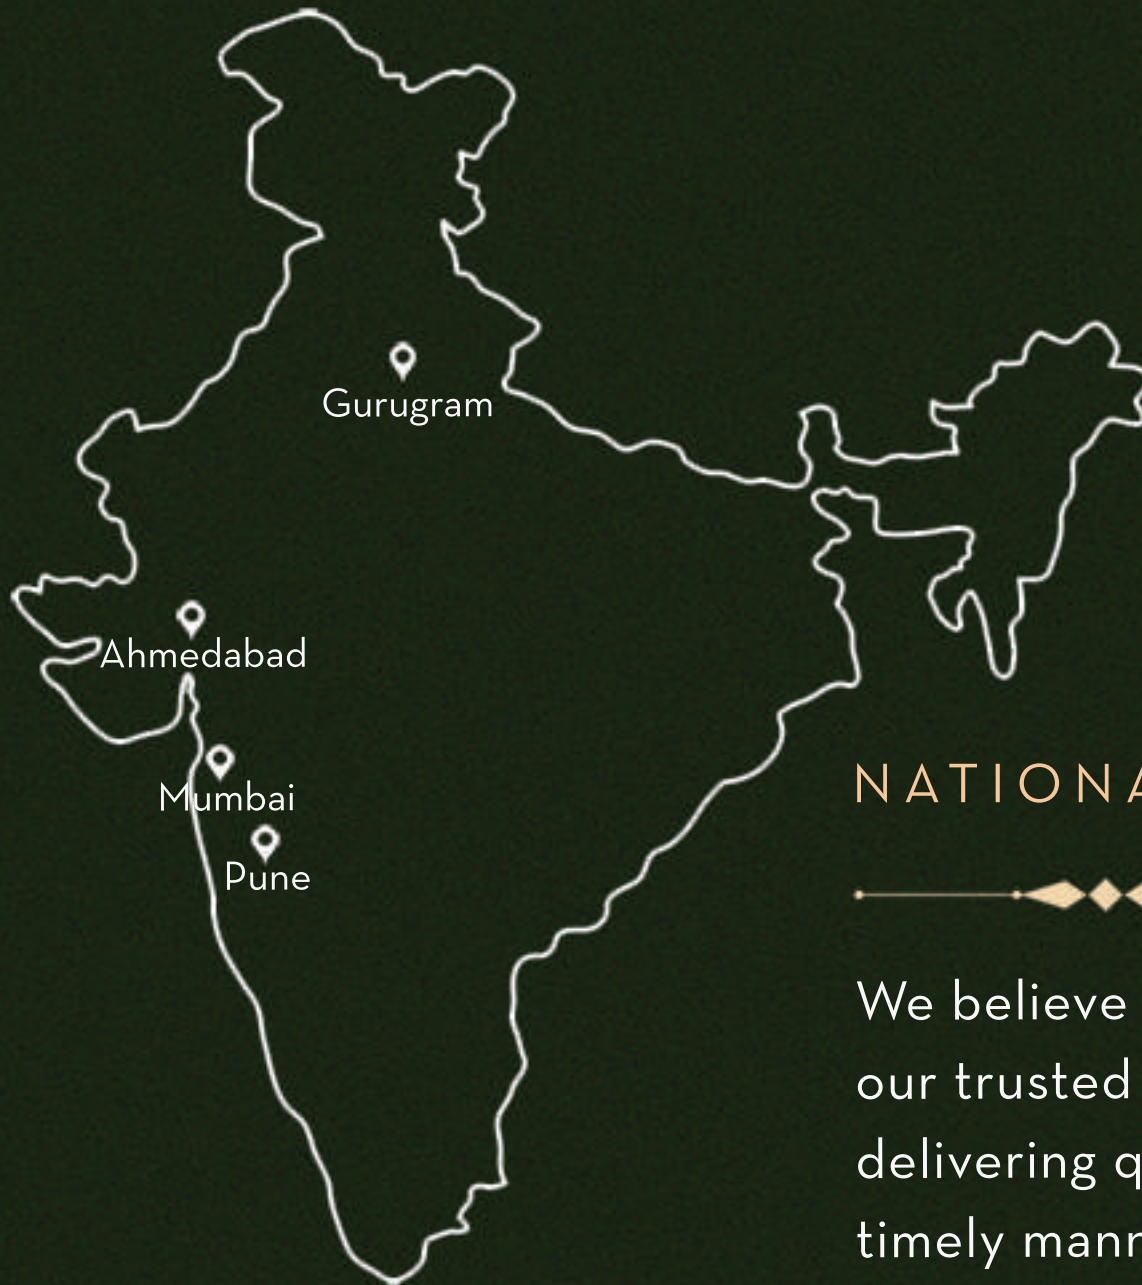 Gurugram
Ahmedabad
Mumbai
Pune
NATIONA
We believe
our trusted
delivering q
timely mann